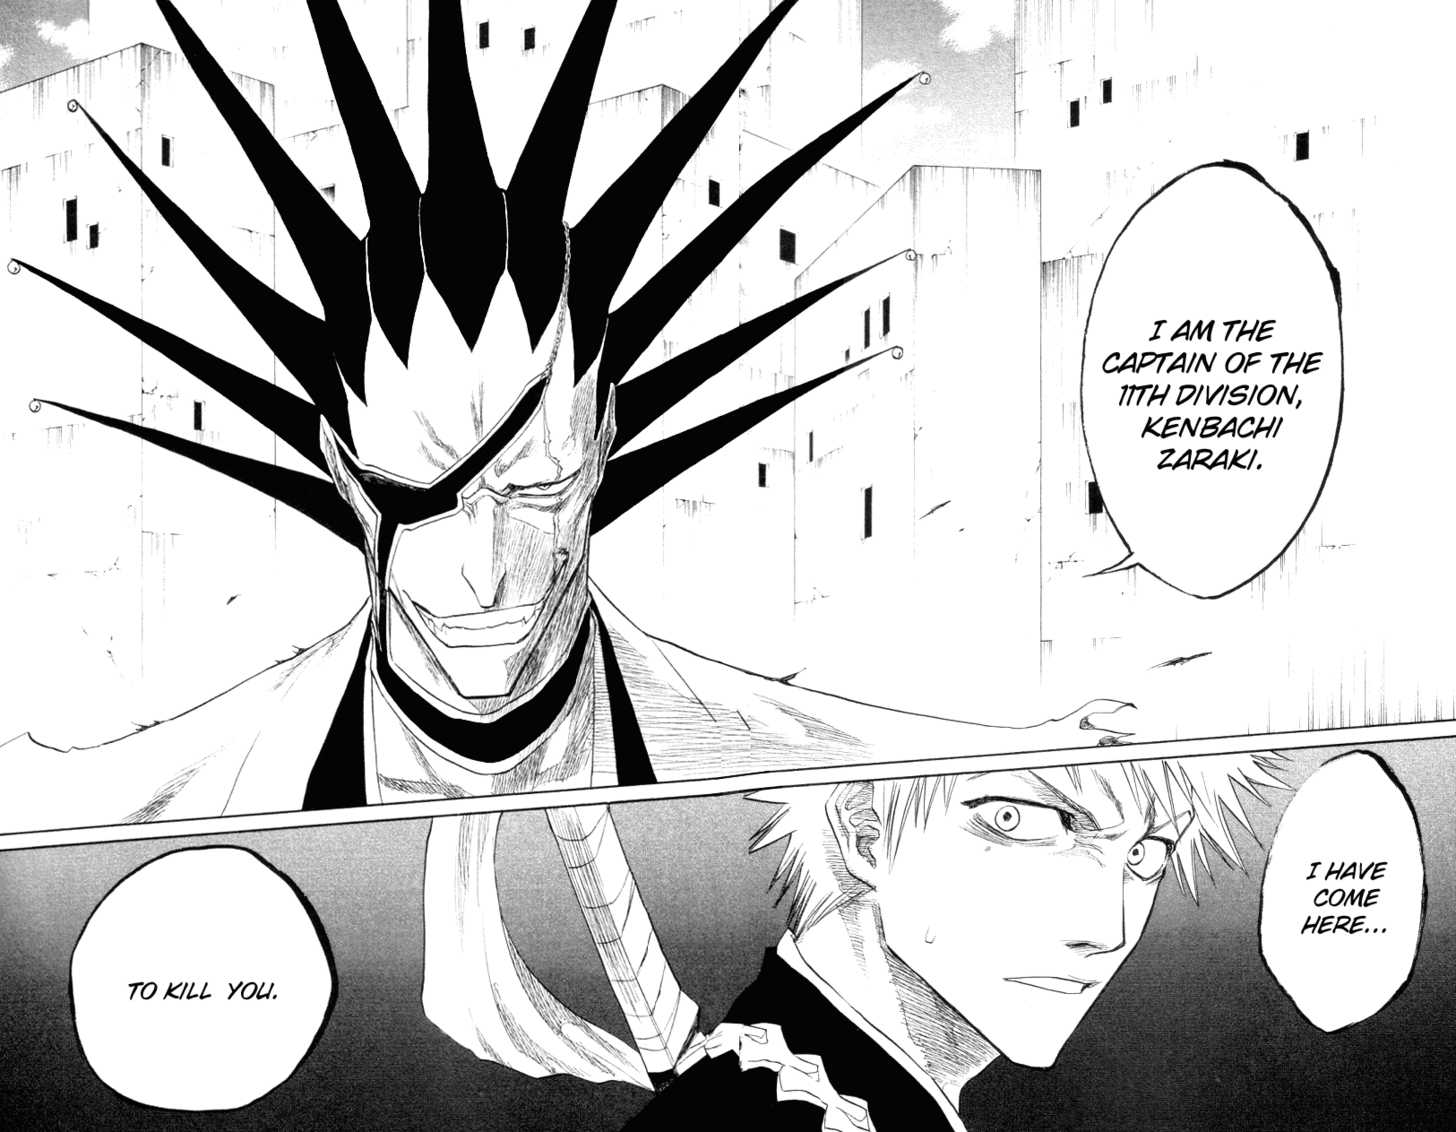 I AM THE
CAPTAIN OF THE
11TH DIVISION,
KENBACHI
ZARAKI.
I HAVE
COME
HERE...
TO KILL YOU.